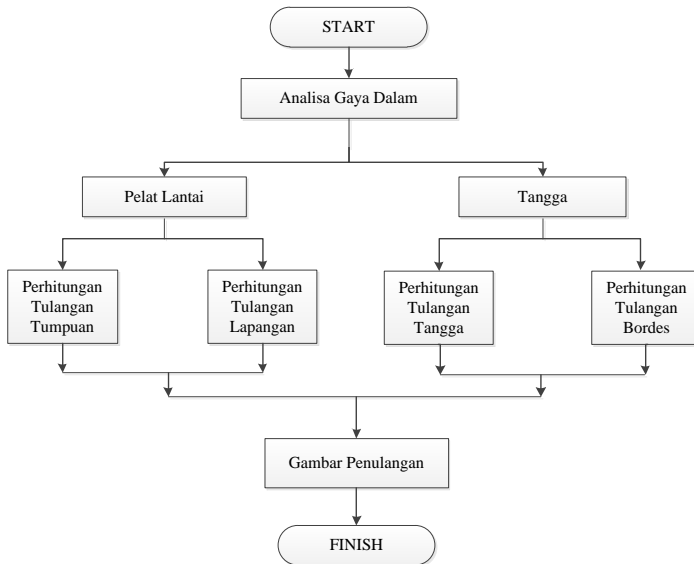 START
Analisa Gaya Dalam
Pelat Lantai
Tangga
Perhitungan
Tulangan
Tumpuan
Perhitungan
Tulangan
Lapangan
Perhitungan
Tulangan
Tangga
Perhitungan
Tulangan
Bordes
Gambar Penulangan
FINISH